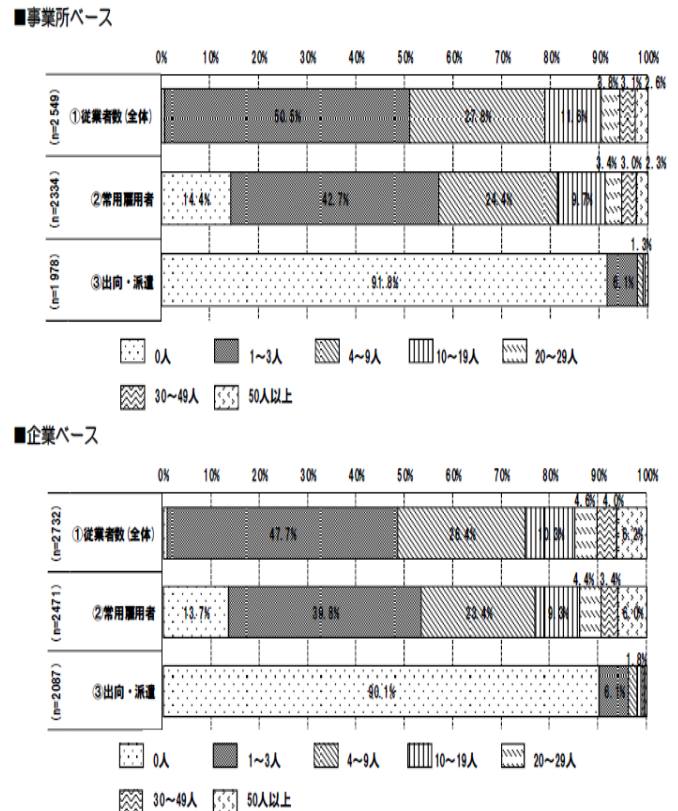 ■事業所ベース
0% 10% 20% 30% 40% 50% 60% 70% 80% 90% 100%
3.8% 3.1% 2.6%
(n=2549) ①従業者数(全体) 50.5% 27.8% 11.6%
3.4% 3.0% 2.3%
(n=2334) ②常用雇用者 14.4% 42.7% 24.4% 9.7%
1.3%
(n=1978) ③出向・派遣 91.8% 6.1%
0人 1~3人 4~9人 10~19人 20~29人
30~49人 50人以上
■企業ベース
0% 10% 20% 30% 40% 50% 60% 70% 80% 90% 100%
4.6% 4.0%
(n=2732) ①従業者数(全体) 47.7% 26.4% 10.3% 6.2%
4.4% 3.4%
(n=2471) ②常用雇用者 13.7% 39.8% 23.4% 9.3% 6.0%
1.8%
(n=2087) ③出向・派遣 90.1% 6.1%
0人 1~3人 4~9人 10~19人 20~29人
30~49人 50人以上